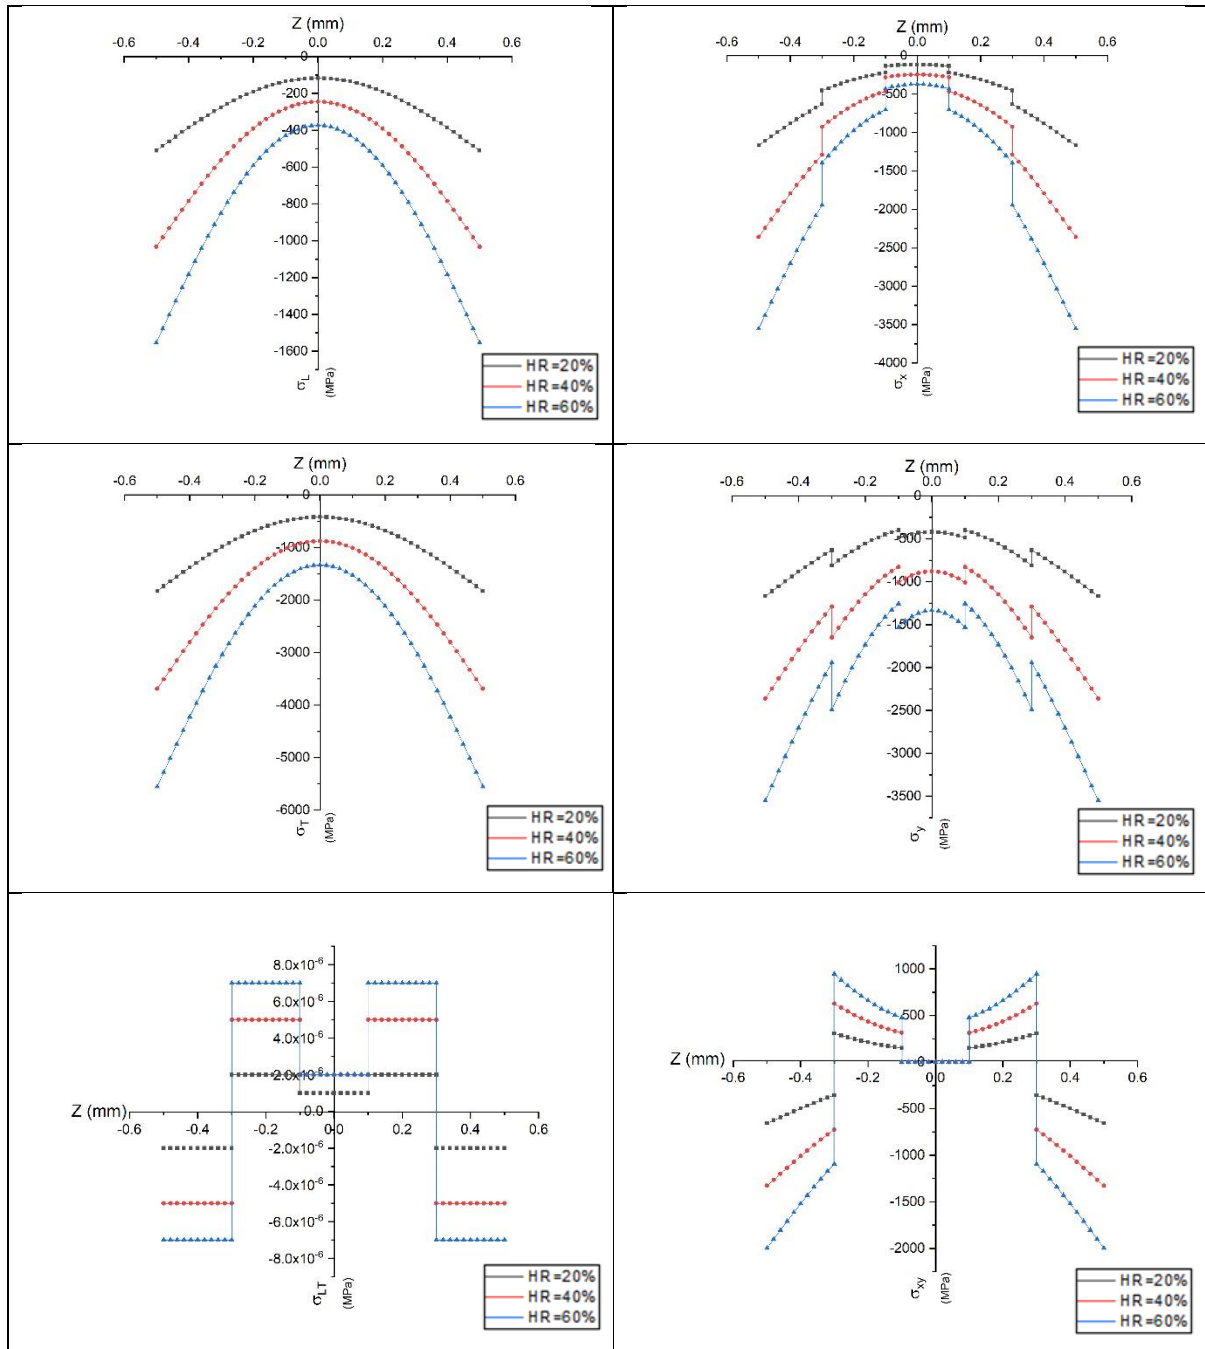 Z (mm)
-0.6 -0.4 -0.2 0.0 0.2 0.4 0.6
0
-200
-400
-600
-800
-1000
-1200
-1400
-1600
σL
(MPa)
HR=20%
HR=40%
HR=60%
Z (mm)
-0.6 -0.4 -0.2 0.0 0.2 0.4 0.6
0
-500
-1000
-1500
-2000
-2500
-3000
-3500
-4000
σx
(MPa)
HR=20%
HR=40%
HR=60%
Z (mm)
-0.6 -0.4 -0.2 0.0 0.2 0.4 0.6
0
-1000
-2000
-3000
-4000
-5000
-6000
σT
(MPa)
HR=20%
HR=40%
HR=60%
Z (mm)
-0.6 -0.4 -0.2 0.0 0.2 0.4 0.6
0
-500
-1000
-1500
-2000
-2500
-3000
-3500
σy
(MPa)
HR=20%
HR=40%
HR=60%
8.0x10-6
6.0x10-6
4.0x10-6
2.0x10-6
0.0
Z (mm)
-0.6 -0.4 -0.2 0.0 0.2 0.4 0.6
-2.0x10-6
-4.0x10-6
-6.0x10-6
-8.0x10-6
σLT
(MPa)
HR=20%
HR=40%
HR=60%
1000
500
0
Z (mm)
-0.6 -0.4 -0.2 0.0 0.2 0.4 0.6
-500
-1000
-1500
-2000
σxy
(MPa)
HR=20%
HR=40%
HR=60%